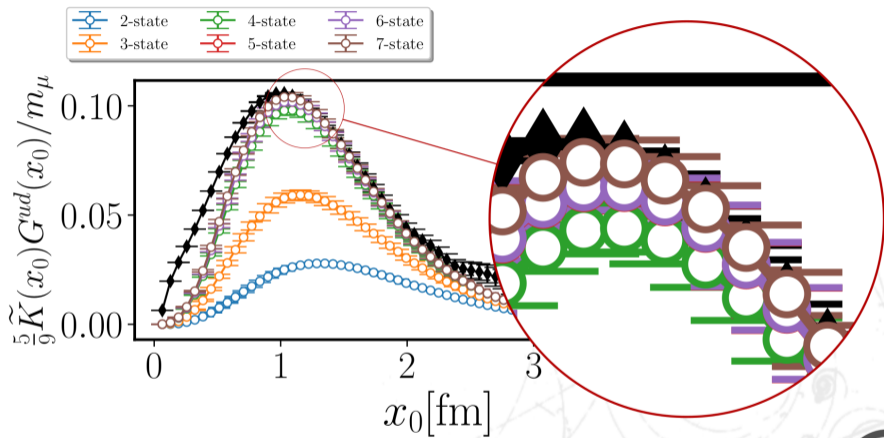 2-state 4-state 6-state
3-state 5-state 7-state
$\frac{5}{9}\widetilde{K}(x_0)G^{rud}(x_0)/m_\mu$
0.10
0.05
0.00
0 1 2 3
$x_0$[fm]